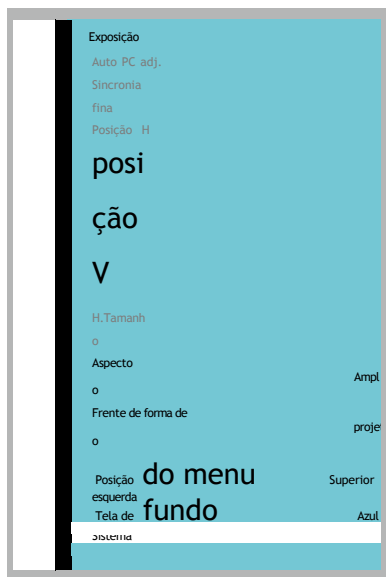 Exposição
Auto PC adj.
Sincronia
fina
Posição H
posi
ção
V
H.Tamanh
o
Aspecto
Ampl
o
Frente de forma de
proje
o
Posição do menu Superior
esquerda
Tela de fundo Azul
Sistema